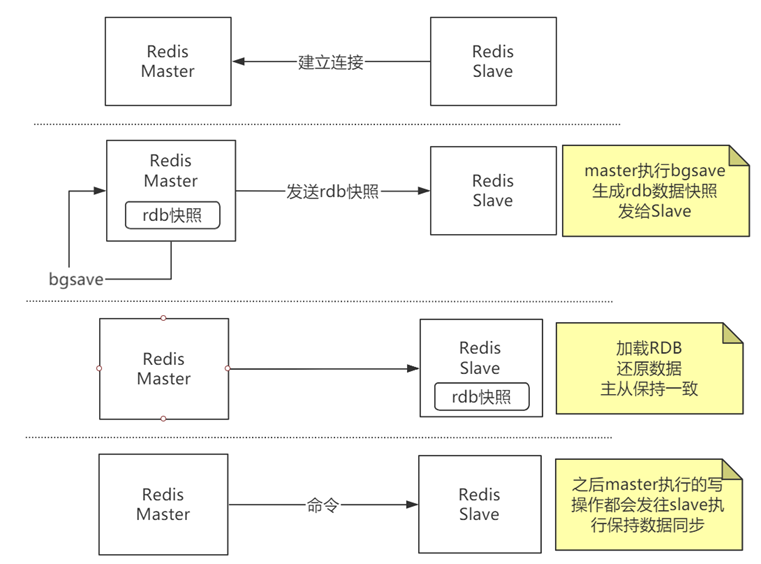 Redis
Master
建立连接
Redis
Slave
Redis
Master
rdb快照
bgsave
发送rdb快照
Redis
Slave
master执行bgsave
生成rdb数据快照
发给Slave
Redis
Master
Redis
Slave
rdb快照
加载RDB
还原数据
主从保持一致
Redis
Master
命令
Redis
Slave
之后master执行的写
操作都会发往slave执
行保持数据同步